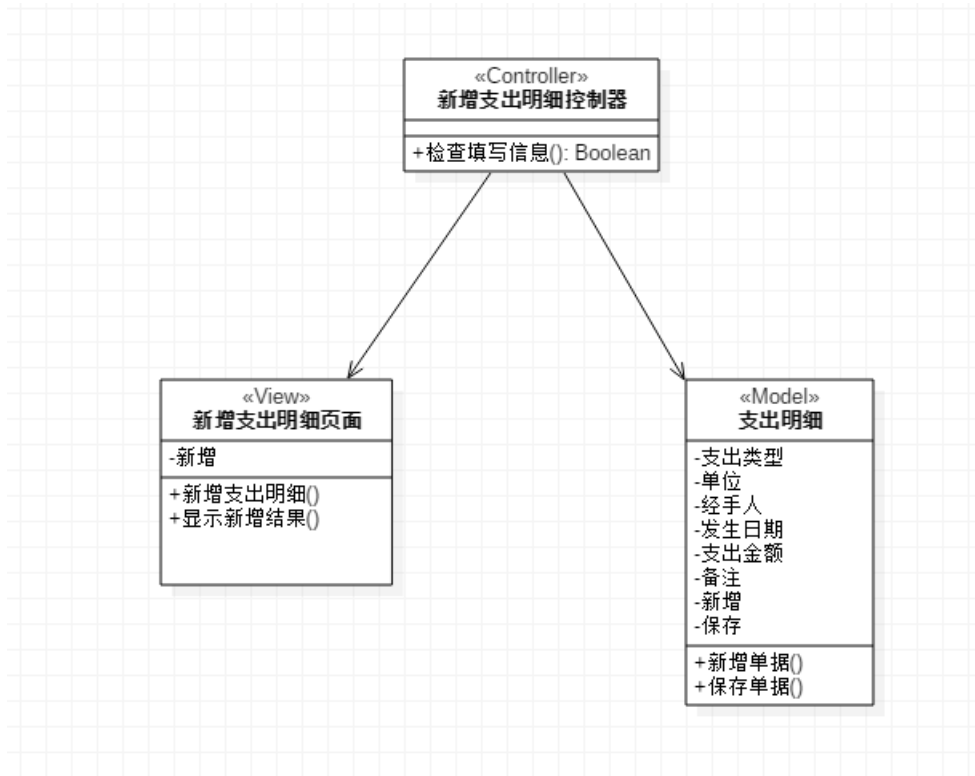 «Controller»
新增支出明细控制器
+检查填写信息(): Boolean
«View»
新增支出明细页面
-新增
+新增支出明细()
+显示新增结果()
«Model»
支出明细
-支出类型
-单位
-经手人
-发生日期
-支出金额
-备注
-新增
-保存
+新增单据()
+保存单据()